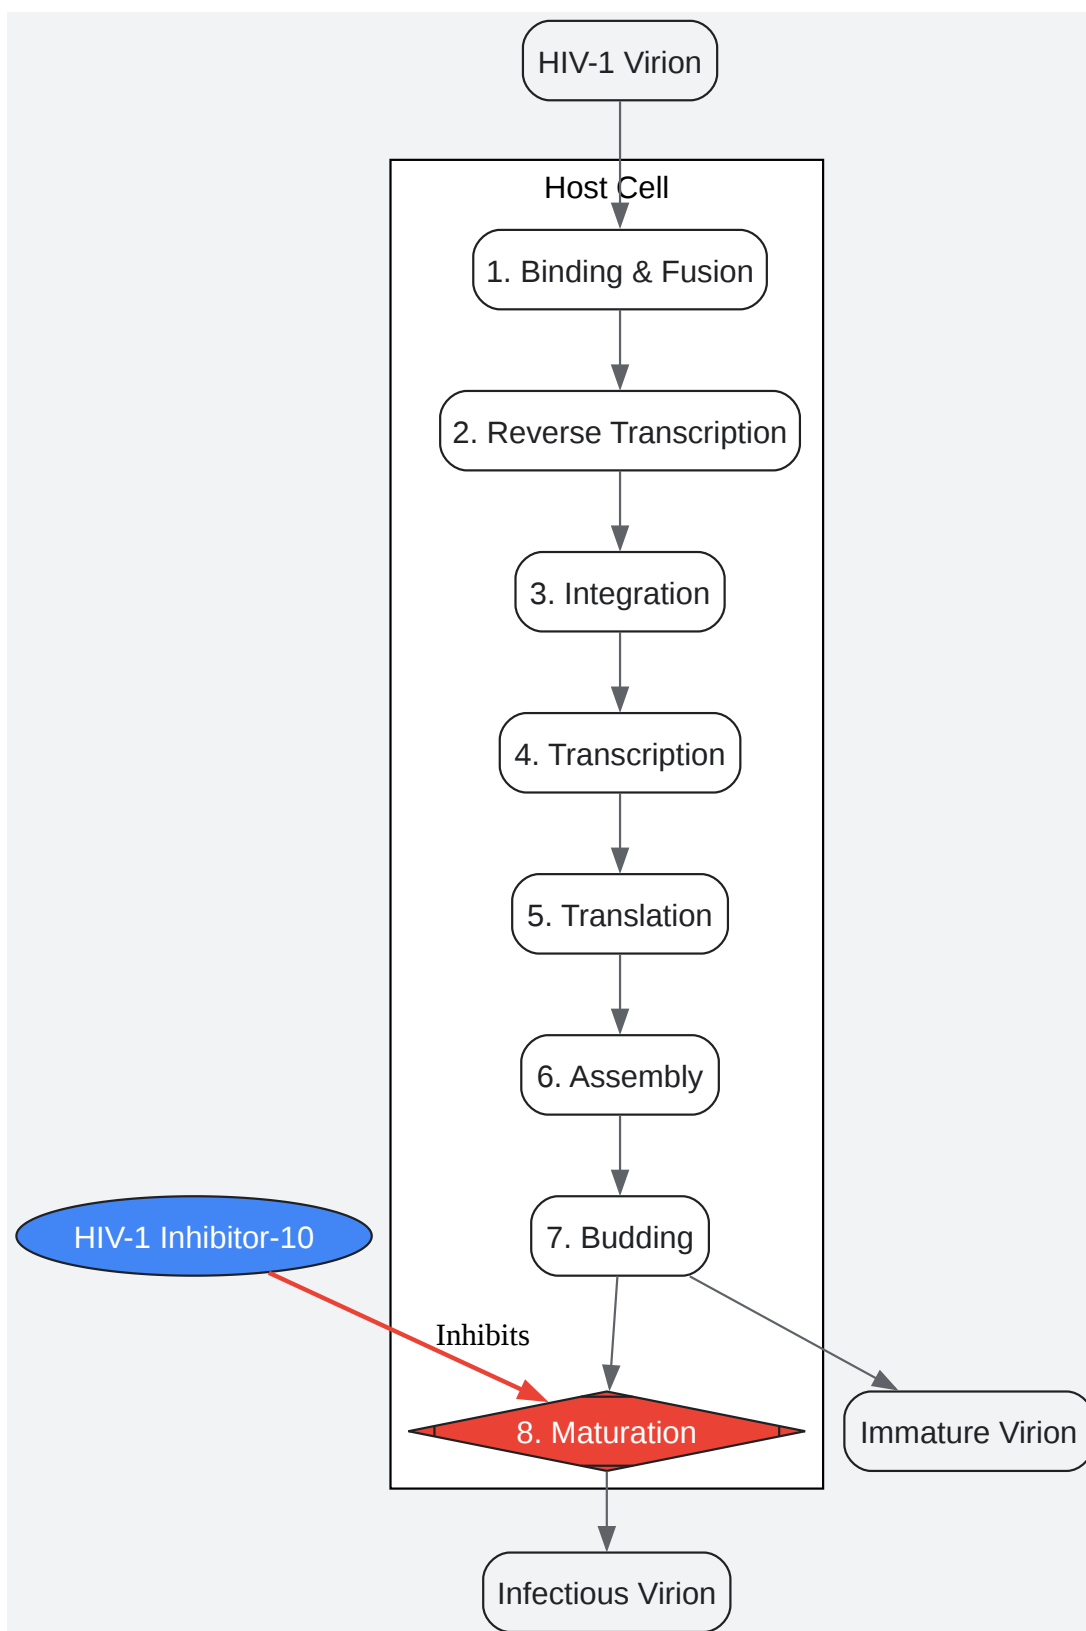 HIV-1 Virion
Host Cell
1. Binding & Fusion
2. Reverse Transcription
3. Integration
4. Transcription
5. Translation
6. Assembly
HIV-1 Inhibitor-10
7. Budding
Inhibits
8. Maturation
Immature Virion
Infectious Virion